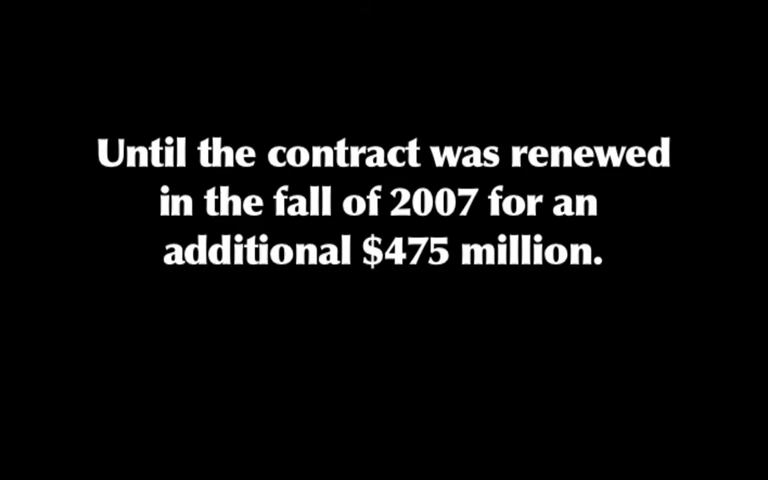 Until the contract was renewed
in the fall of 2007 for an
additional $475 million.